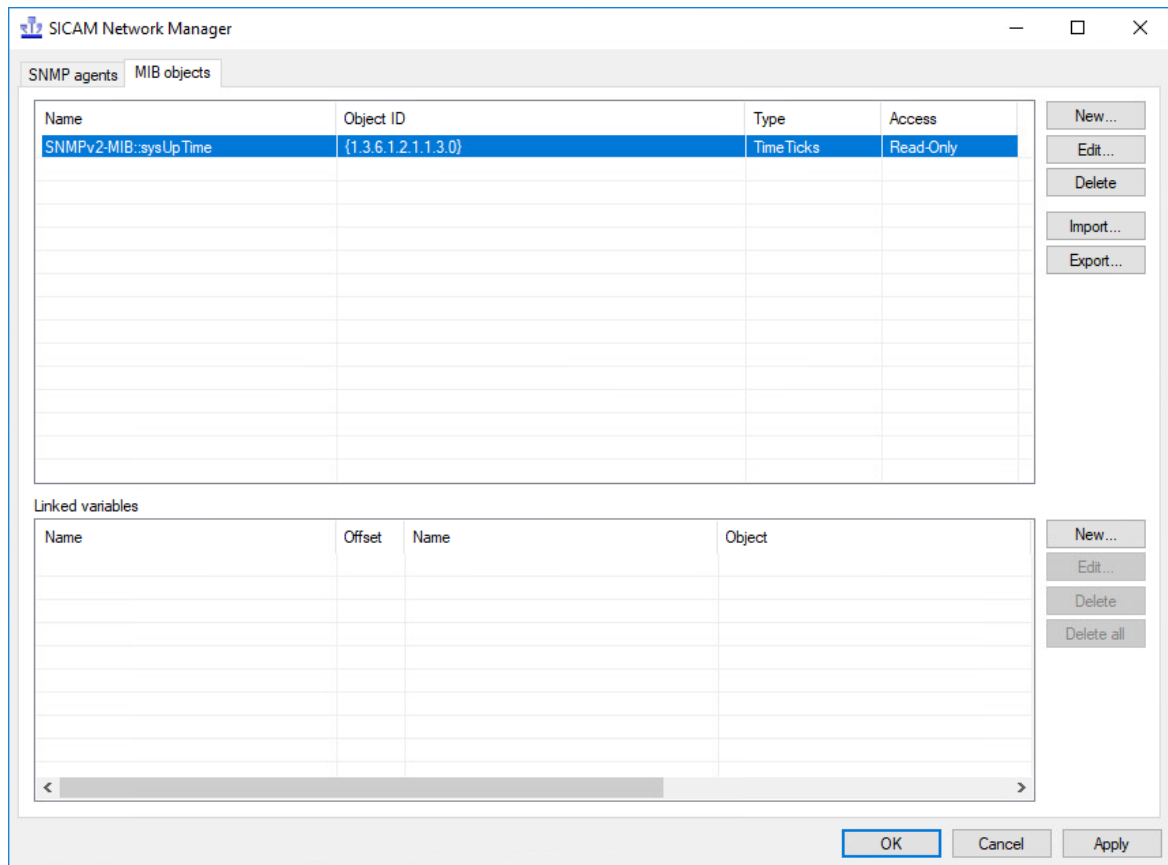 SICAM Network Manager
SNMP agents MIB objects
Name Object ID Type Access New...
SNMPv2-MIB::sysUpTime {1.3.6.1.2.1.1.3.0} TimeTicks Read-Only Edit...
Delete
Import...
Export...
Linked variables
Name Offset Name Object New...
Edit...
Delete
Delete all
OK Cancel Apply